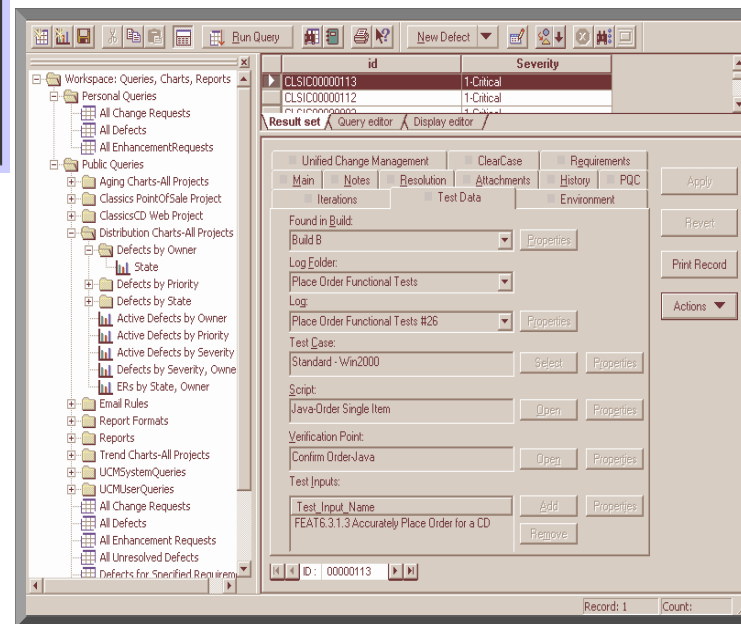 Run Query
New Defect
id Severity
CLSIC00000113 1-Critical
CLSIC00000112 1-Critical
Result set Query editor Display editor
Workspace: Queries, Charts, Reports
Personal Queries
All Change Requests
All Defects
All EnhancementRequests
Public Queries
Aging Charts-All Projects
Classics PointOfSale Project
ClassicsCD Web Project
Distribution Charts-All Projects
Defects by Owner
State
Defects by Priority
Defects by State
Active Defects by Owner
Active Defects by Priority
Active Defects by Severity
Defects by Severity, Owne
ERs by State, Owner
Email Rules
Report Formats
Reports
Trend Charts-All Projects
UCMSystemQueries
UCMUserQueries
All Change Requests
All Defects
All Enhancement Requests
All Unresolved Defects
Defects for Specified Requirem
Unified Change Management ClearCase Requirements
Main Notes Resolution Attachments History PQC
Iterations Test Data Environment
Found in Build:
Build B Properties
Log Folder:
Place Order Functional Tests
Log:
Place Order Functional Tests #26 Properties
Test Case:
Standard - Win2000 Select Properties
Script:
Java-Order Single Item Open Properties
Verification Point:
Confirm Order-Java Open Properties
Test Inputs:
Test_Input_Name Add Properties
FEAT6.3.1.3 Accurately Place Order for a CD
Remove
ID: 00000113
Apply
Revert
Print Record
Actions
Record: 1 Count: